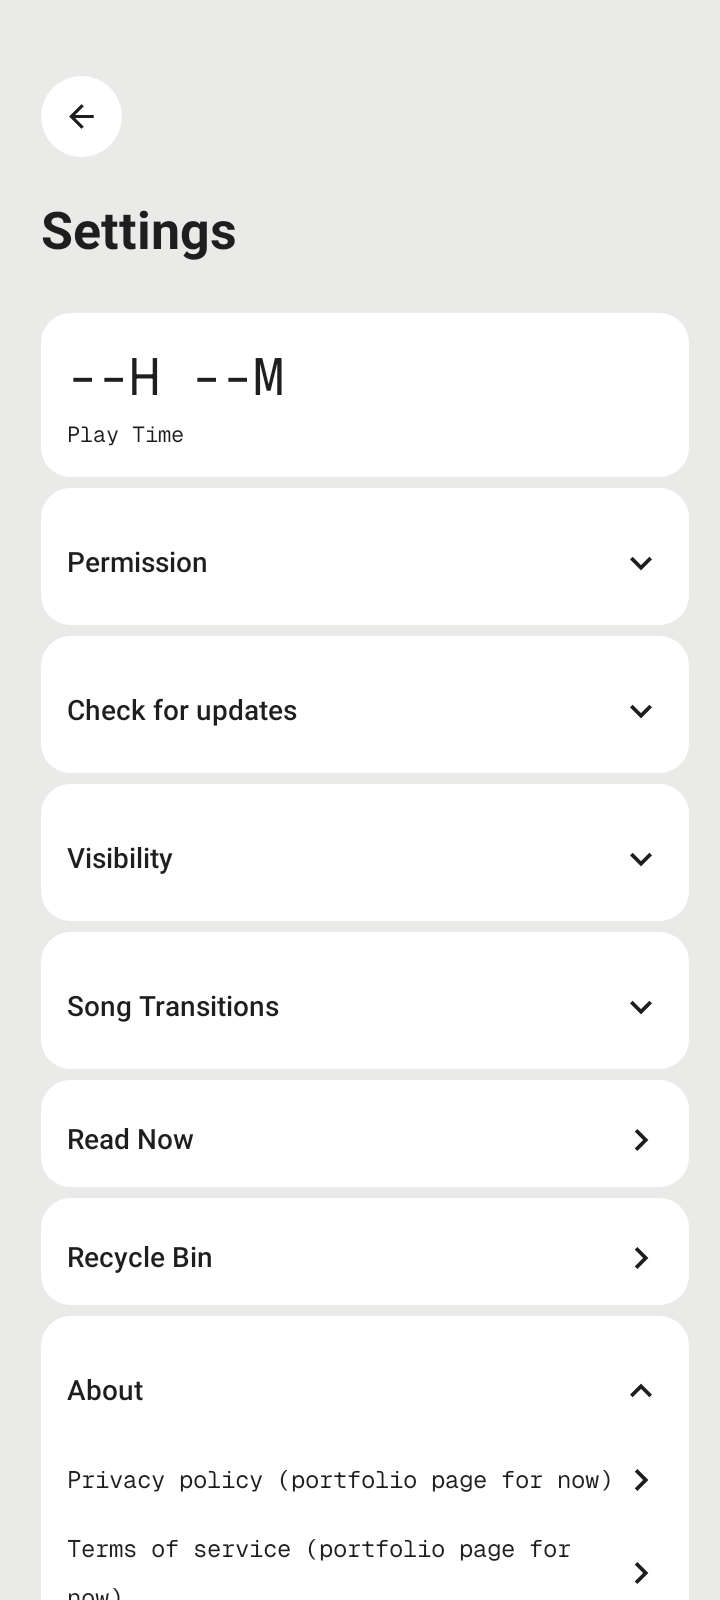 Settings
--H --M
Play Time
Permission
Check for updates
Visibility
Song Transitions
Read Now
Recycle Bin
About
Privacy policy (portfolio page for now)
Terms of service (portfolio page for
now)